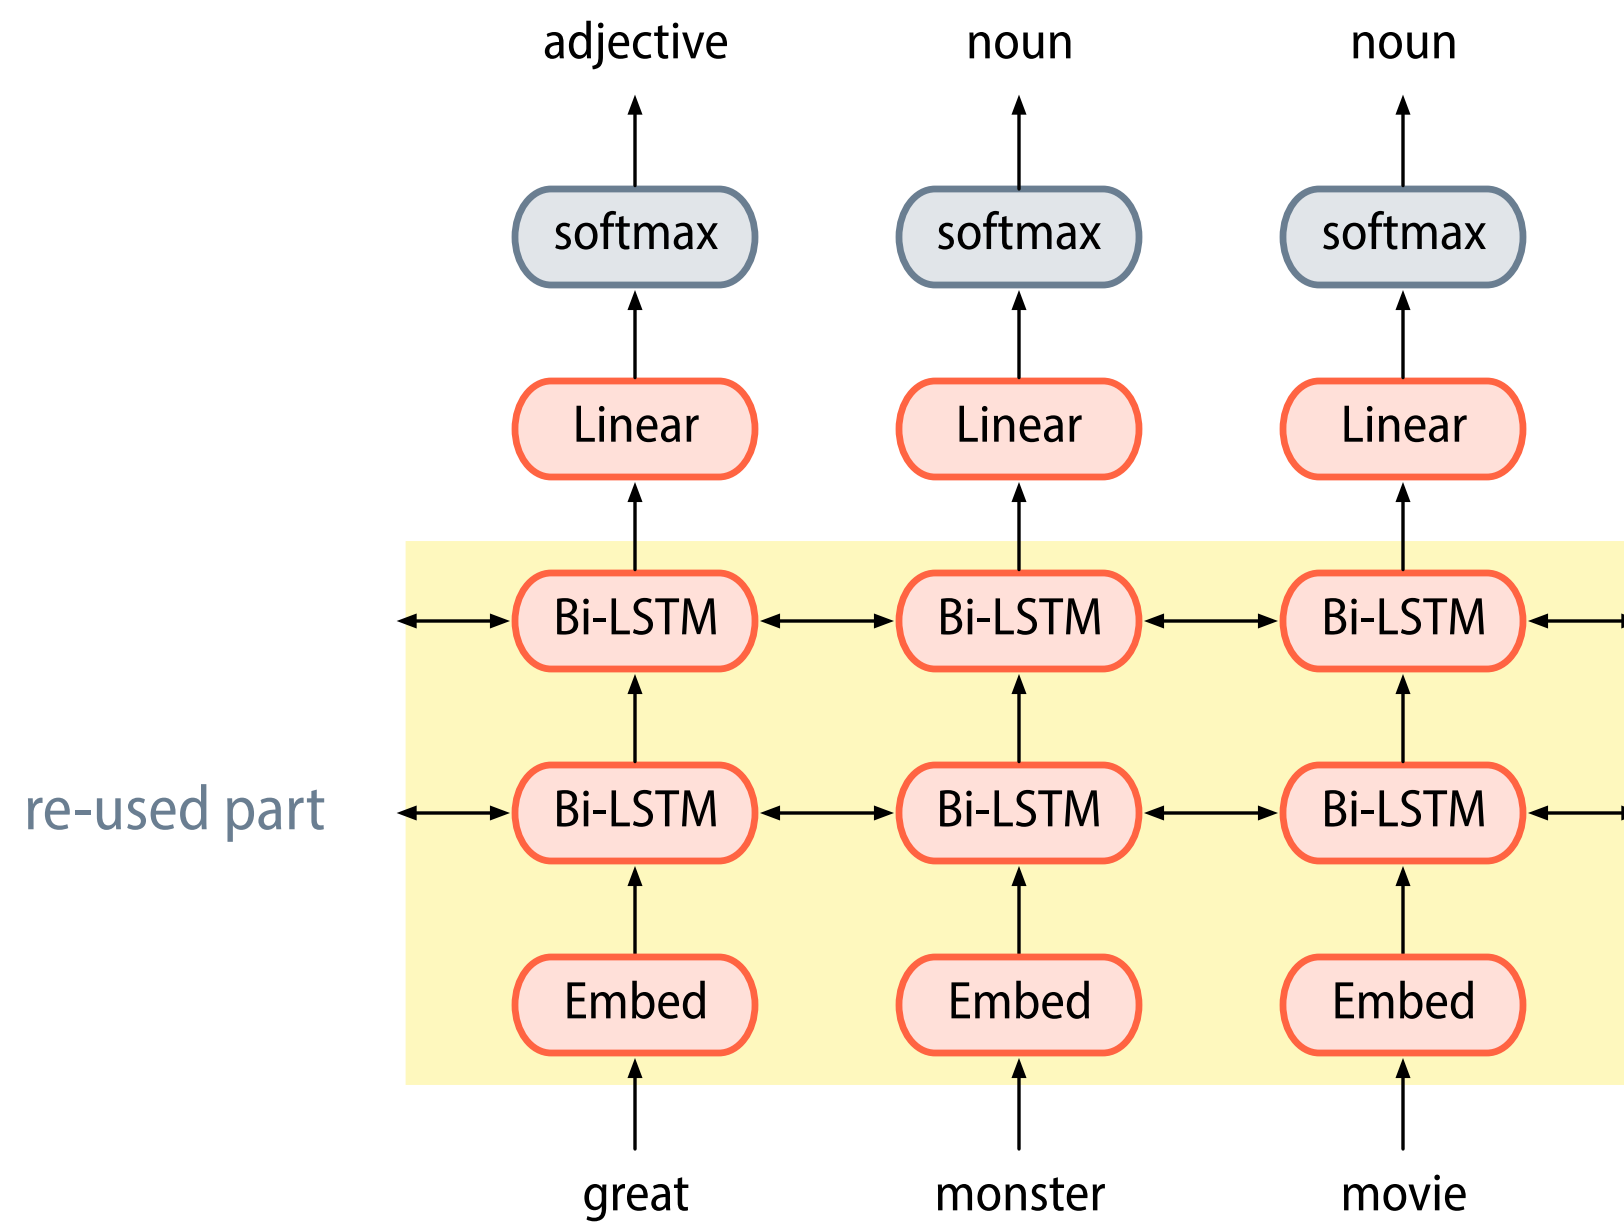 adjective noun noun
softmax softmax softmax
Linear Linear Linear
Bi-LSTM Bi-LSTM Bi-LSTM
re-used part Bi-LSTM Bi-LSTM Bi-LSTM
Embed Embed Embed
great monster movie